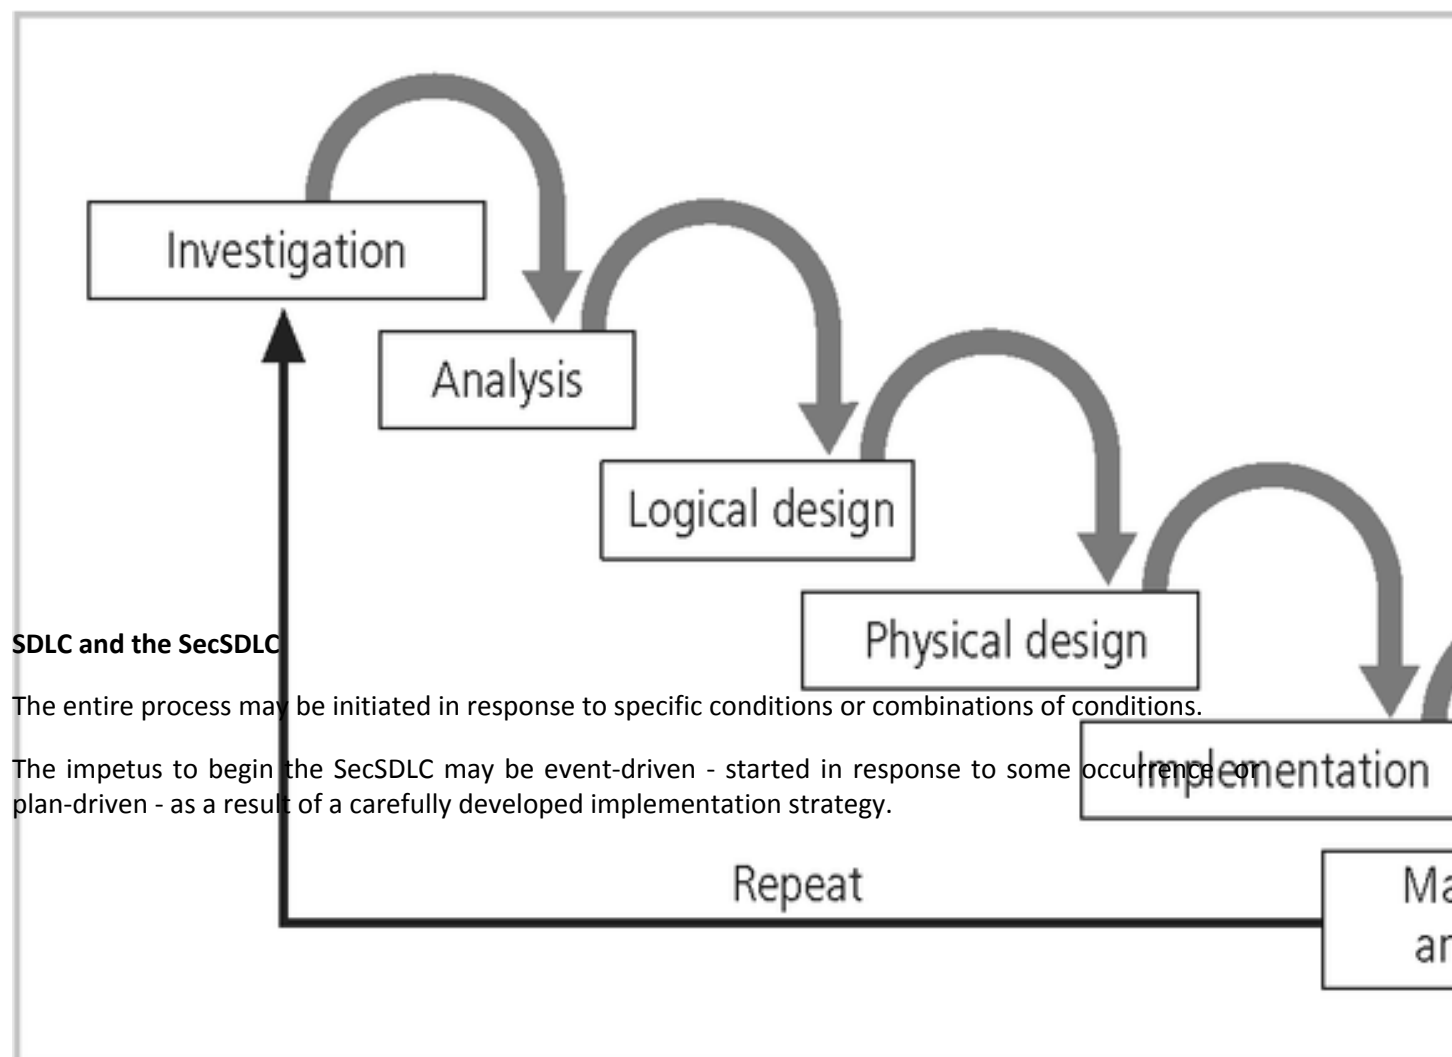 Investigation
Analysis
Logical design
Physical design
SDLC and the SecSDLC
The entire process may be initiated in response to specific conditions or combinations of conditions.
The impetus to begin the SecSDLC may be event-driven - started in response to some occurrence or
Implementation
plan-driven - as a result of a carefully developed implementation strategy.
Repeat